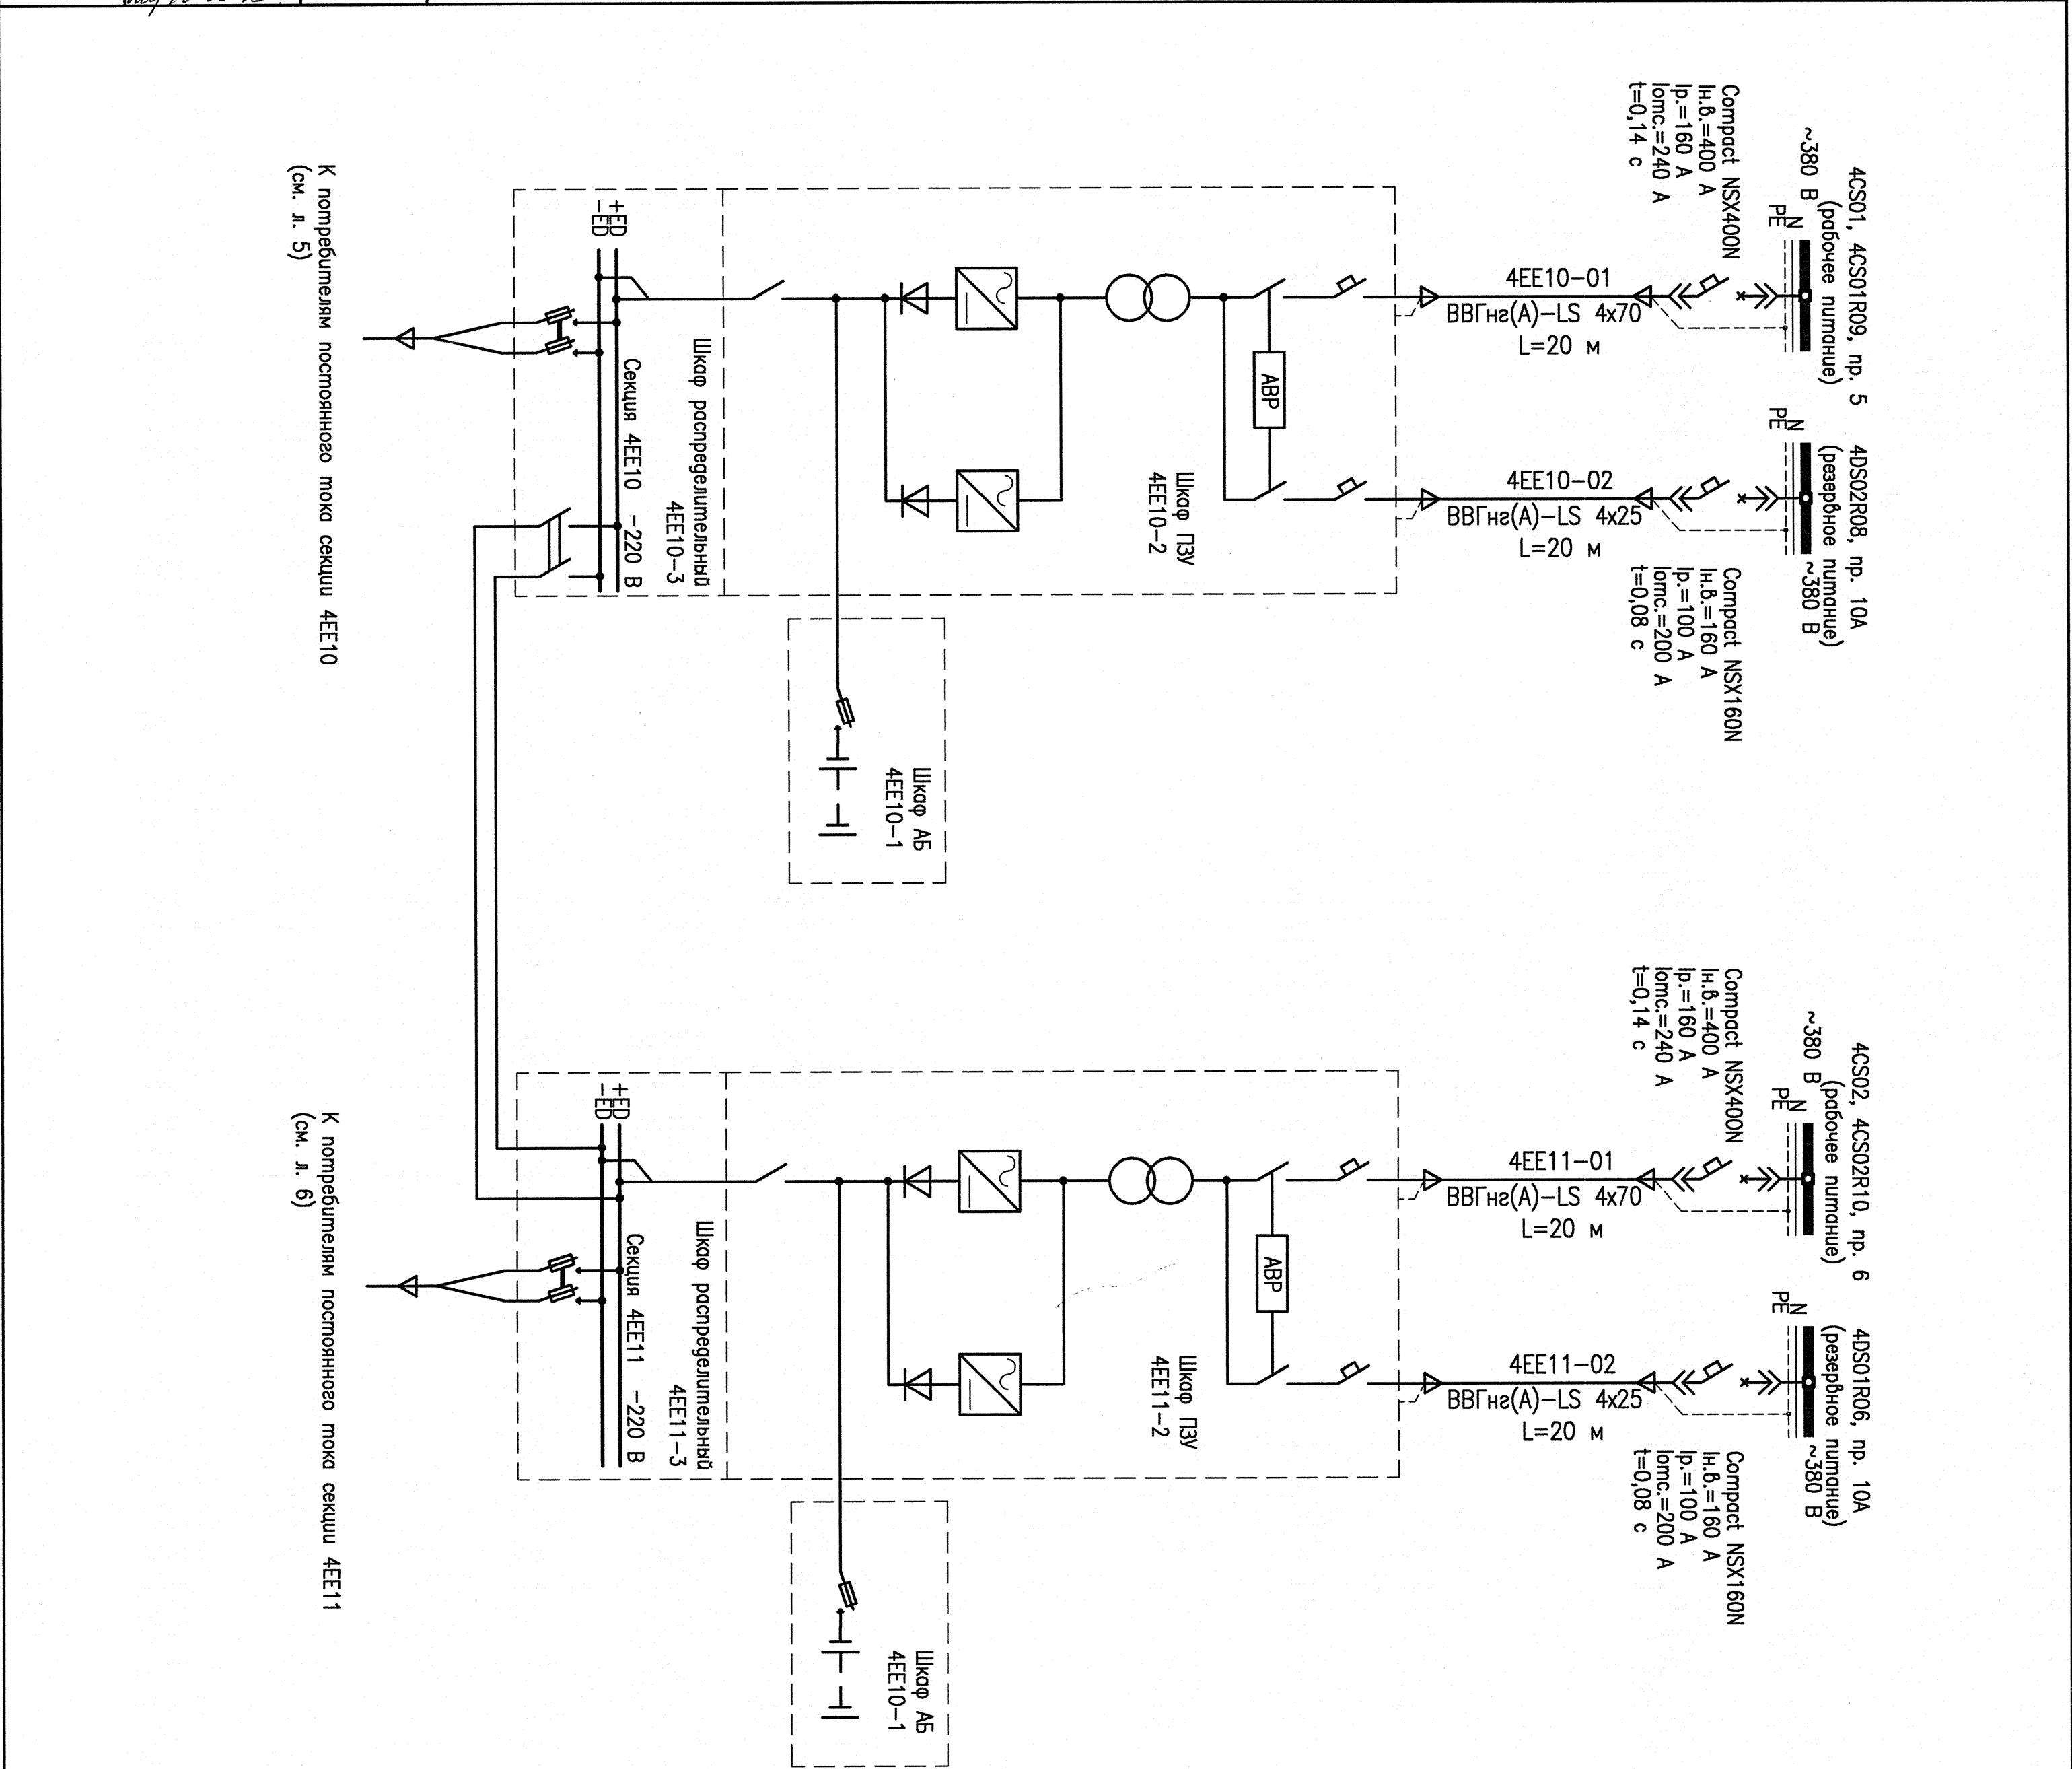 4CS01, 4CS01R09, пр. 5
(рабочее питание)
~380 В
N
PE
Compact NSX400N
Iн.в.=400 А
Iр.=160 А
Iотс.=240 А
t=0,14 с
4DS02R08, пр. 10А
(резервное питание)
~380 В
N
PE
Compact NSX160N
Iн.в.=160 А
Iр.=100 А
Iотс.=200 А
t=0,08 с
4EE10-01
ВВГнг(А)-LS 4х70
L=20 м
4EE10-02
ВВГнг(А)-LS 4х25
L=20 м
АВР
Шкаф ПЗУ
4EE10-2
Шкаф АБ
4EE10-1
Шкаф распределительный
4EE10-3
Секция 4EE10 -220 В
+ED
-ED
К потребителям постоянного тока секции 4EE10
(см. л. 5)
4CS02, 4CS02R10, пр. 6
(рабочее питание)
~380 В
N
PE
Compact NSX400N
Iн.в.=400 А
Iр.=160 А
Iотс.=240 А
t=0,14 с
4DS01R06, пр. 10А
(резервное питание)
~380 В
N
PE
Compact NSX160N
Iн.в.=160 А
Iр.=100 А
Iотс.=200 А
t=0,08 с
4EE11-01
ВВГнг(А)-LS 4х70
L=20 м
4EE11-02
ВВГнг(А)-LS 4х25
L=20 м
АВР
Шкаф ПЗУ
4EE11-2
Шкаф АБ
4EE10-1
Шкаф распределительный
4EE11-3
Секция 4EE11 -220 В
+ED
-ED
К потребителям постоянного тока секции 4EE11
(см. л. 6)